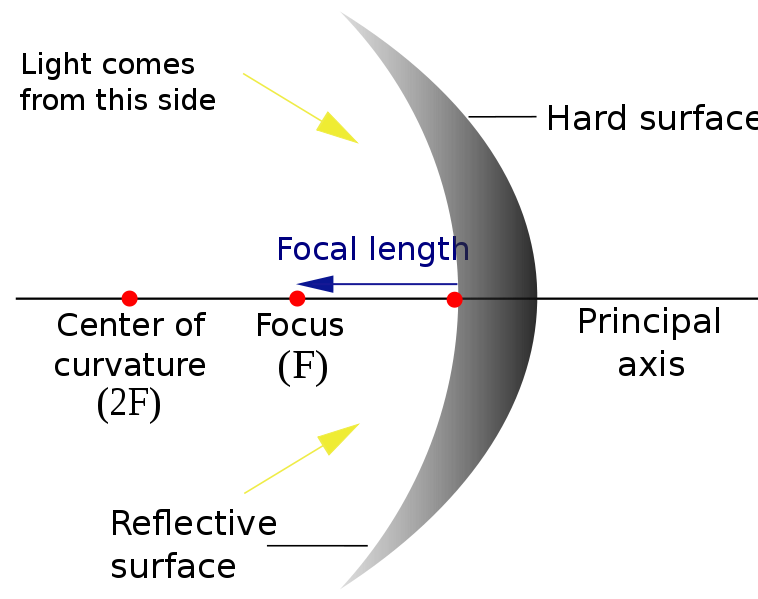 Light comes
from this side
Hard surface
Focal length
Center of
curvature
(2F)
Focus
(F)
Principal
axis
Reflective
surface